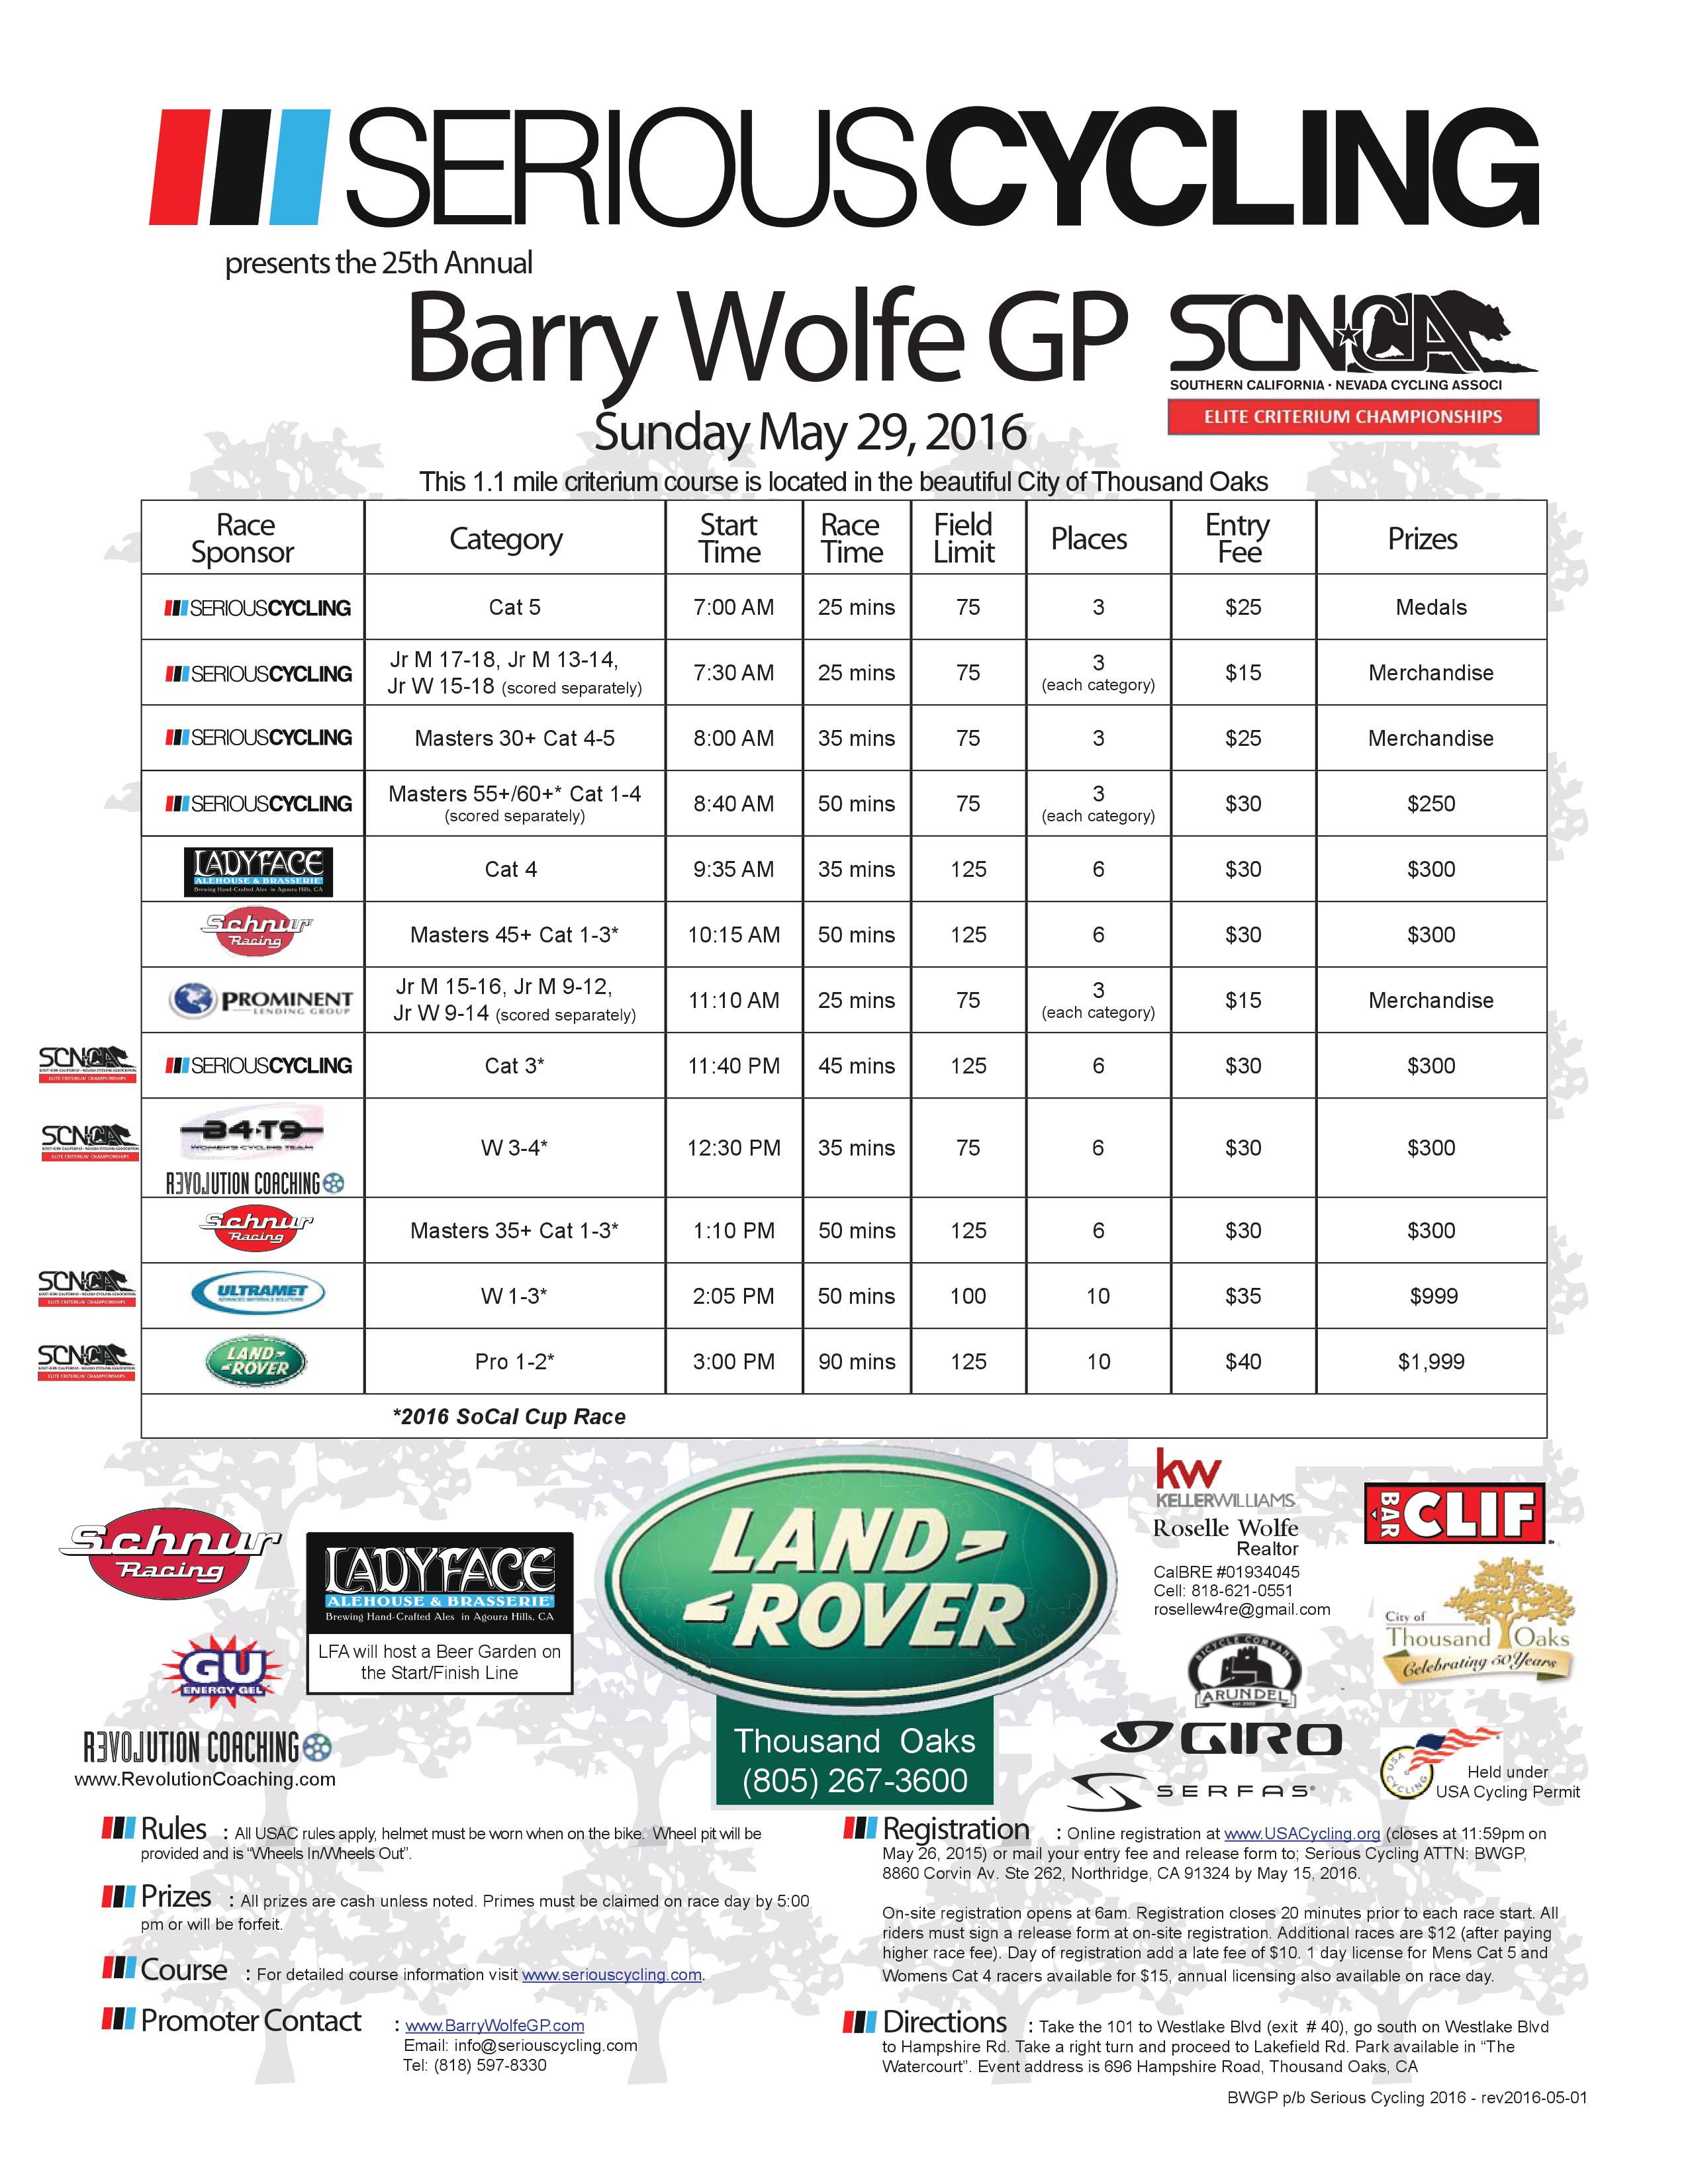 SERIOUSCYCLING
presents the 25th Annual
Barry Wolfe GP
SCNCA
SOUTHERN CALIFORNIA · NEVADA CYCLING ASSOCI
ELITE CRITERIUM CHAMPIONSHIPS
Sunday May 29, 2016
This 1.1 mile criterium course is located in the beautiful City of Thousand Oaks
Race Sponsor Category Start Time Race Time Field Limit Places Entry Fee Prizes
SERIOUSCYCLING Cat 5 7:00 AM 25 mins 75 3 $25 Medals
SERIOUSCYCLING Jr M 17-18, Jr M 13-14, Jr W 15-18 (scored separately) 7:30 AM 25 mins 75 3 (each category) $15 Merchandise
SERIOUSCYCLING Masters 30+ Cat 4-5 8:00 AM 35 mins 75 3 $25 Merchandise
SERIOUSCYCLING Masters 55+/60+* Cat 1-4 (scored separately) 8:40 AM 50 mins 75 3 (each category) $30 $250
LADYFACE ALEHOUSE & BRASSERIE Brewing Hand-Crafted Ales in Agoura Hills, CA Cat 4 9:35 AM 35 mins 125 6 $30 $300
Schnur Racing Masters 45+ Cat 1-3* 10:15 AM 50 mins 125 6 $30 $300
PROMINENT LENDING GROUP Jr M 15-16, Jr M 9-12, Jr W 9-14 (scored separately) 11:10 AM 25 mins 75 3 (each category) $15 Merchandise
SCNCA ELITE CRITERIUM CHAMPIONSHIPS SERIOUSCYCLING Cat 3* 11:40 PM 45 mins 125 6 $30 $300
SCNCA ELITE CRITERIUM CHAMPIONSHIPS B4-T9 WOMEN'S CYCLING TEAM REVOLUTION COACHING W 3-4* 12:30 PM 35 mins 75 6 $30 $300
Schnur Racing Masters 35+ Cat 1-3* 1:10 PM 50 mins 125 6 $30 $300
SCNCA ELITE CRITERIUM CHAMPIONSHIPS ULTRAMET ADVANCED MATERIALS SOLUTIONS W 1-3* 2:05 PM 50 mins 100 10 $35 $999
SCNCA ELITE CRITERIUM CHAMPIONSHIPS LAND ROVER Pro 1-2* 3:00 PM 90 mins 125 10 $40 $1,999
*2016 SoCal Cup Race
Schnur
Racing
LADYFACE
ALEHOUSE & BRASSERIE
Brewing Hand-Crafted Ales in Agoura Hills, CA
LFA will host a Beer Garden on
the Start/Finish Line
GU
ENERGY GEL
REVOLUTION COACHING
www.RevolutionCoaching.com
LAND
ROVER
Thousand Oaks
(805) 267-3600
kw
KELLERWILLIAMS
Roselle Wolfe
Realtor
CalBRE #01934045
Cell: 818-621-0551
rosellew4re@gmail.com
CLIF BAR
City of
Thousand Oaks
Celebrating 50 Years
BICYCLE COMPANY
ARUNDEL
GIRO
SERFAS
USA CYCLING
Held under
USA Cycling Permit
Rules : All USAC rules apply, helmet must be worn when on the bike. Wheel pit will be
provided and is "Wheels In/Wheels Out".
Prizes : All prizes are cash unless noted. Primes must be claimed on race day by 5:00
pm or will be forfeit.
Course : For detailed course information visit www.seriouscycling.com.
Promoter Contact : www.BarryWolfeGP.com
Email: info@seriouscycling.com
Tel: (818) 597-8330
Registration : Online registration at www.USACycling.org (closes at 11:59pm on
May 26, 2015) or mail your entry fee and release form to; Serious Cycling ATTN: BWGP,
8860 Corvin Av. Ste 262, Northridge, CA 91324 by May 15, 2016.
On-site registration opens at 6am. Registration closes 20 minutes prior to each race start. All
riders must sign a release form at on-site registration. Additional races are $12 (after paying
higher race fee). Day of registration add a late fee of $10. 1 day license for Mens Cat 5 and
Womens Cat 4 racers available for $15, annual licensing also available on race day.
Directions : Take the 101 to Westlake Blvd (exit # 40), go south on Westlake Blvd
to Hampshire Rd. Take a right turn and proceed to Lakefield Rd. Park available in "The
Watercourt". Event address is 696 Hampshire Road, Thousand Oaks, CA
BWGP p/b Serious Cycling 2016 - rev2016-05-01